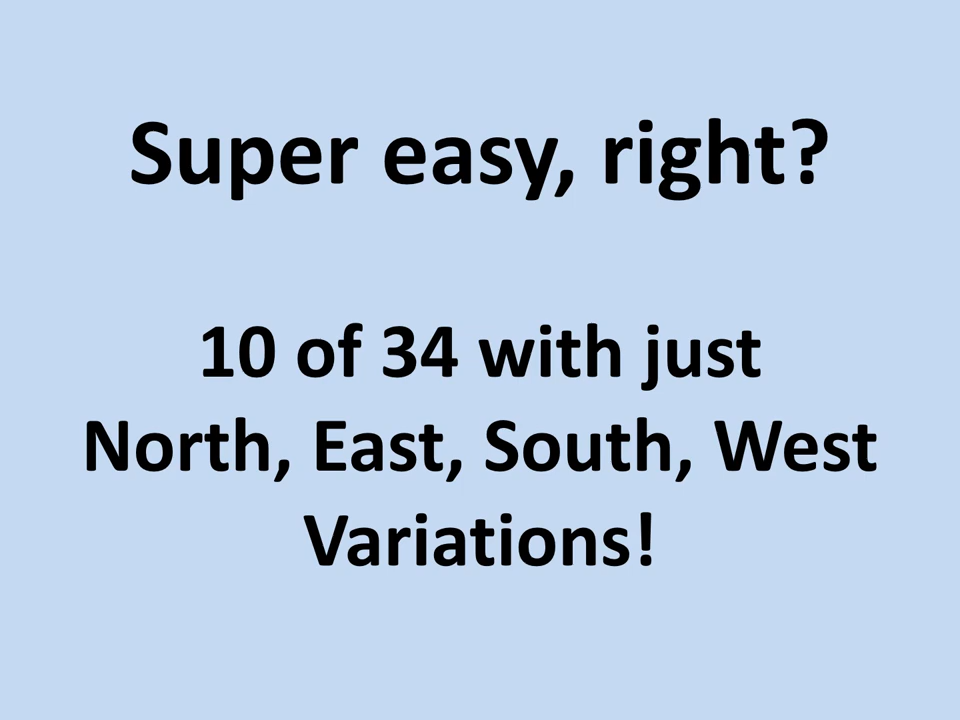 Super easy, right?
10 of 34 with just
North, East, South, West
Variations!